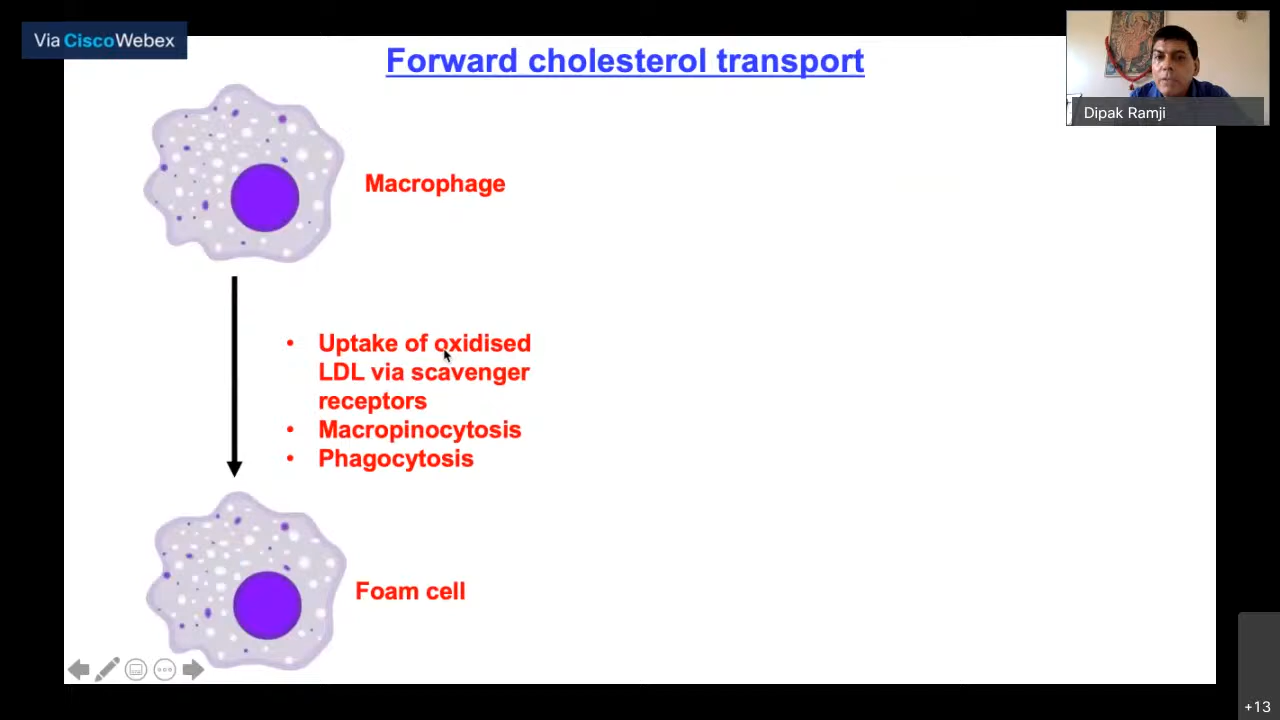 Via CiscoWebex
Forward cholesterol transport
Dipak Ramji
Macrophage
• Uptake of oxidised
LDL via scavenger
receptors
• Macropinocytosis
• Phagocytosis
Foam cell
+13